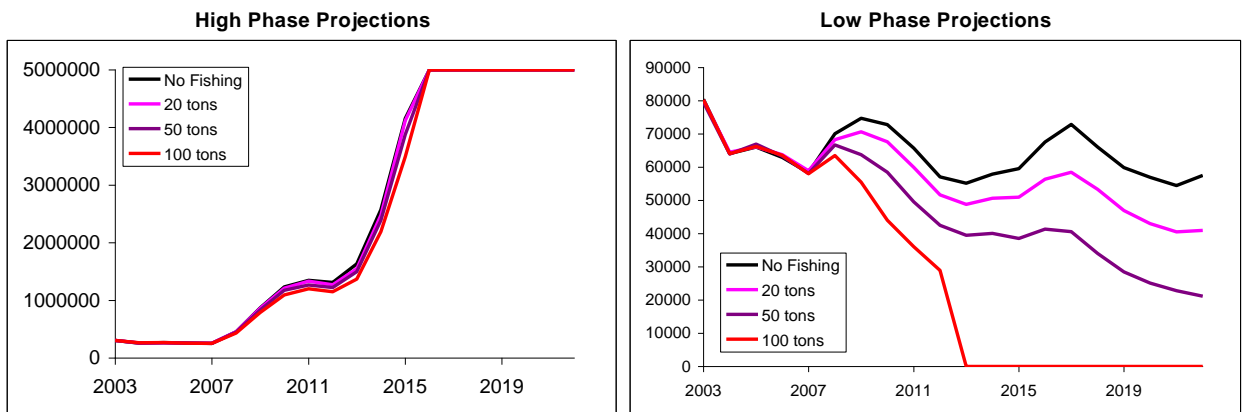 High Phase Projections
5000000
4000000
3000000
2000000
1000000
0
2003 2007 2011 2015 2019
No Fishing
20 tons
50 tons
100 tons
Low Phase Projections
90000
80000
70000
60000
50000
40000
30000
20000
10000
0
2003 2007 2011 2015 2019
No Fishing
20 tons
50 tons
100 tons